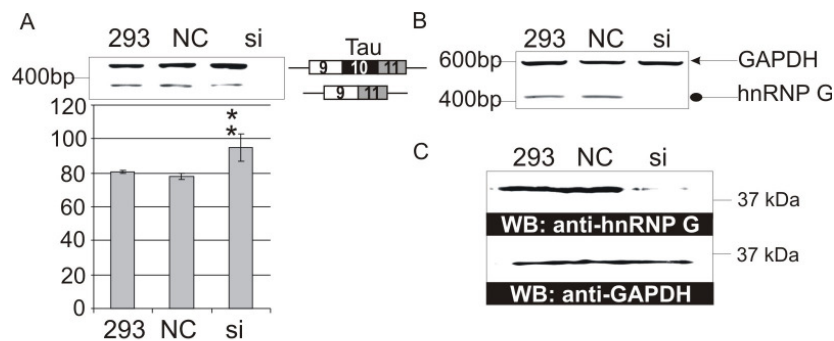 A
293 NC si
400bp
Tau
9 10 11
9 11
120
100
80
60
40
20
0
**
293 NC si
B
293 NC si
600bp
GAPDH
400bp
hnRNP G
C
293 NC si
37 kDa
WB: anti-hnRNP G
37 kDa
WB: anti-GAPDH